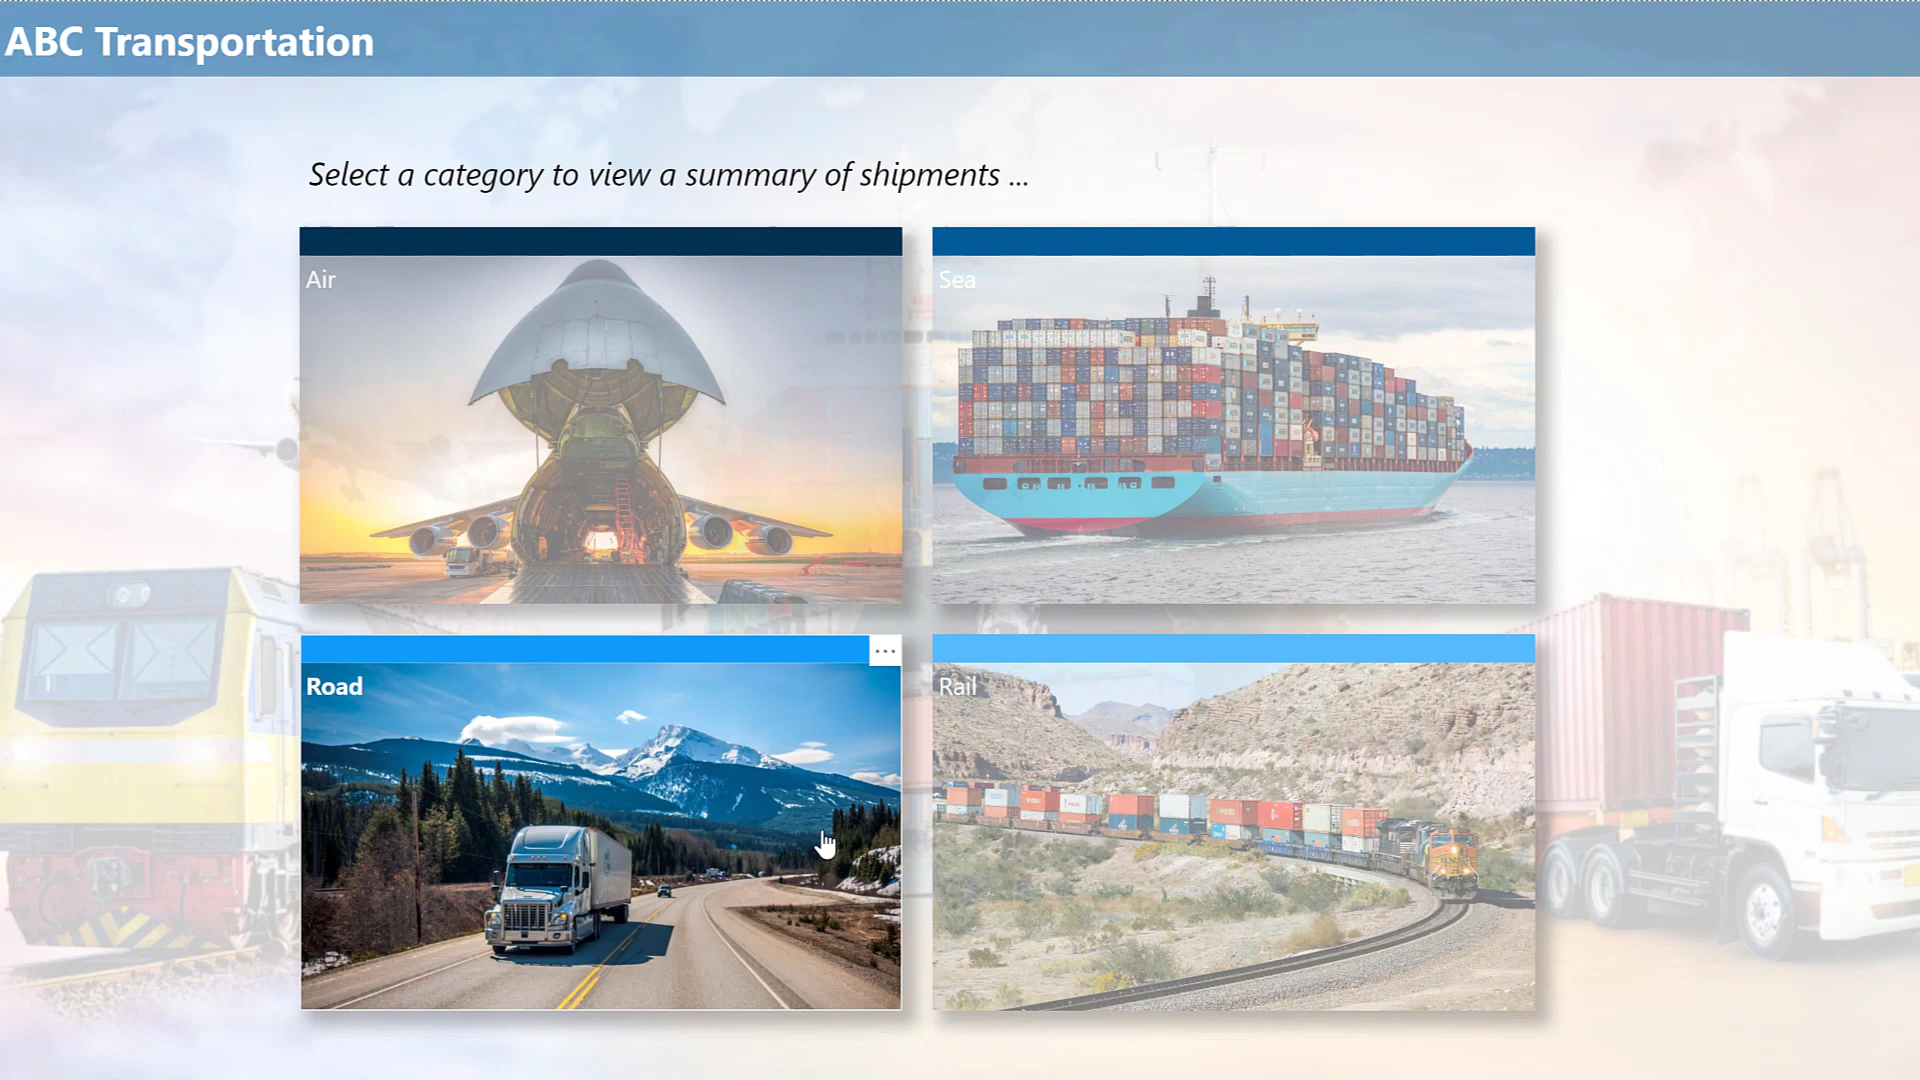 ABC Transportation
Select a category to view a summary of shipments ...
Air
Sea
Road
Rail